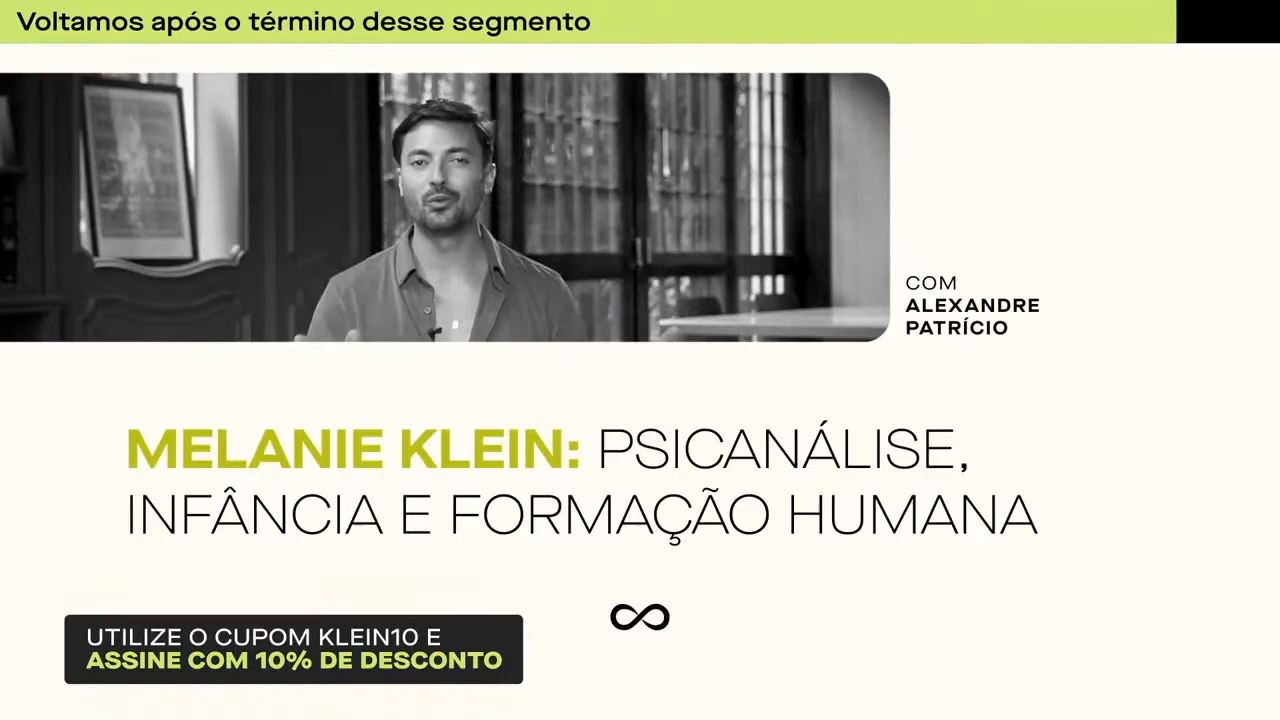 Voltamos após o término desse segmento
COM
ALEXANDRE
PATRÍCIO
MELANIE KLEIN: PSICANÁLISE,
INFÂNCIA E FORMAÇÃO HUMANA
UTILIZE O CUPOM KLEIN10 E
ASSINE COM 10% DE DESCONTO